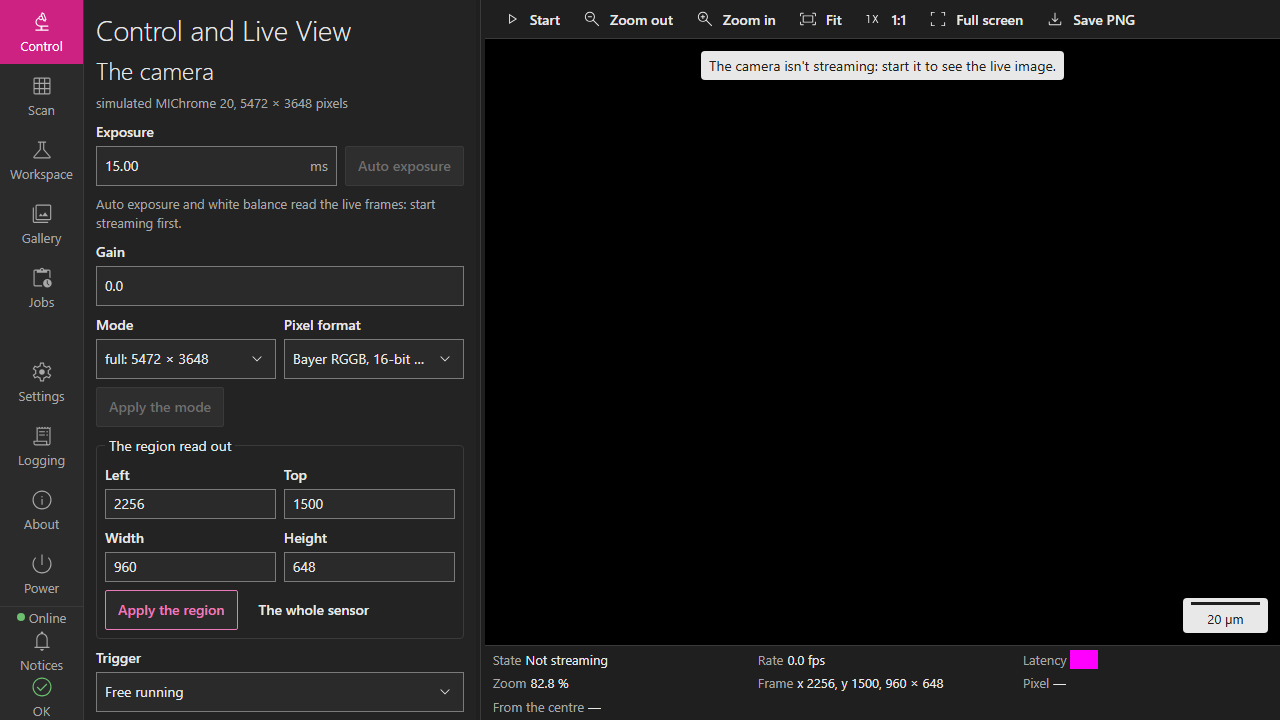 Control
Scan
Workspace
Gallery
Jobs
Settings
Logging
About
Power
Online
Notices
OK
Control and Live View
The camera
simulated MIChrome 20, 5472 × 3648 pixels
Exposure
15.00 ms
Auto exposure
Auto exposure and white balance read the live frames: start
streaming first.
Gain
0.0
Mode
Pixel format
full: 5472 × 3648
Bayer RGGB, 16-bit ...
Apply the mode
The region read out
Left
Top
2256
1500
Width
Height
960
648
Apply the region
The whole sensor
Trigger
Free running
Start
Zoom out
Zoom in
Fit
1X 1:1
Full screen
Save PNG
The camera isn't streaming: start it to see the live image.
20 µm
State Not streaming
Rate 0.0 fps
Latency
Zoom 82.8 %
Frame x 2256, y 1500, 960 × 648
Pixel —
From the centre —